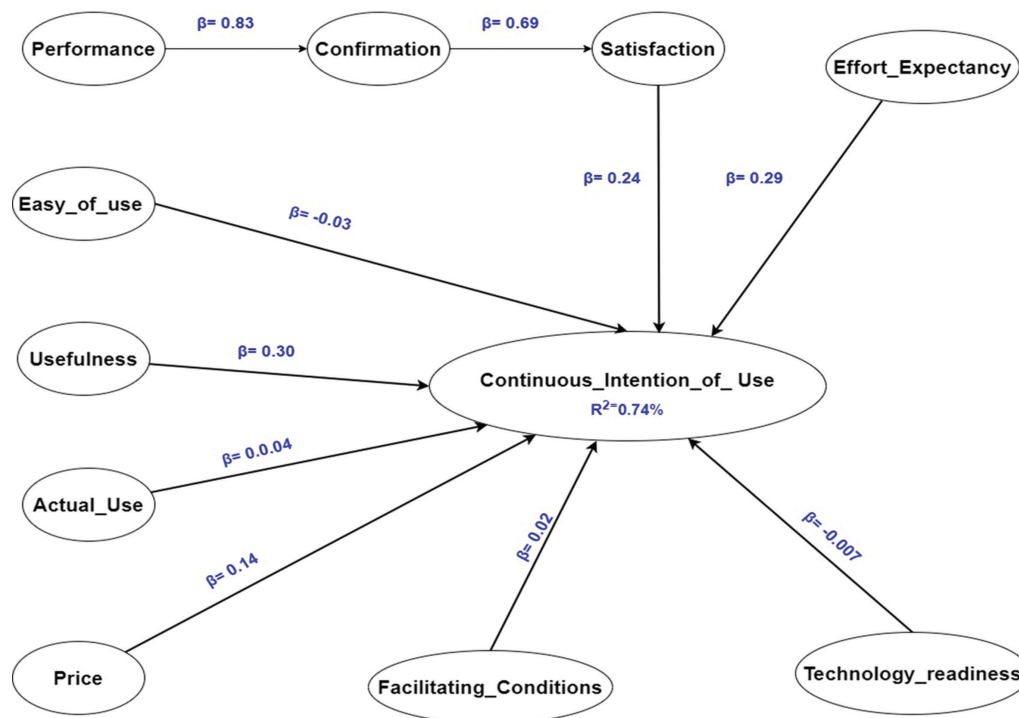 β= 0.83
β= 0.69
Performance
Confirmation
Satisfaction
Effort_Expectancy
β= 0.24
β= 0.29
Easy_of_use
β= -0.03
Usefulness
β= 0.30
Continuous_Intention_of_ Use
R²=0.74%
β= 0.0.04
Actual_Use
β= 0.14
β= 0.02
β= -0.007
Price
Facilitating_Conditions
Technology_readiness